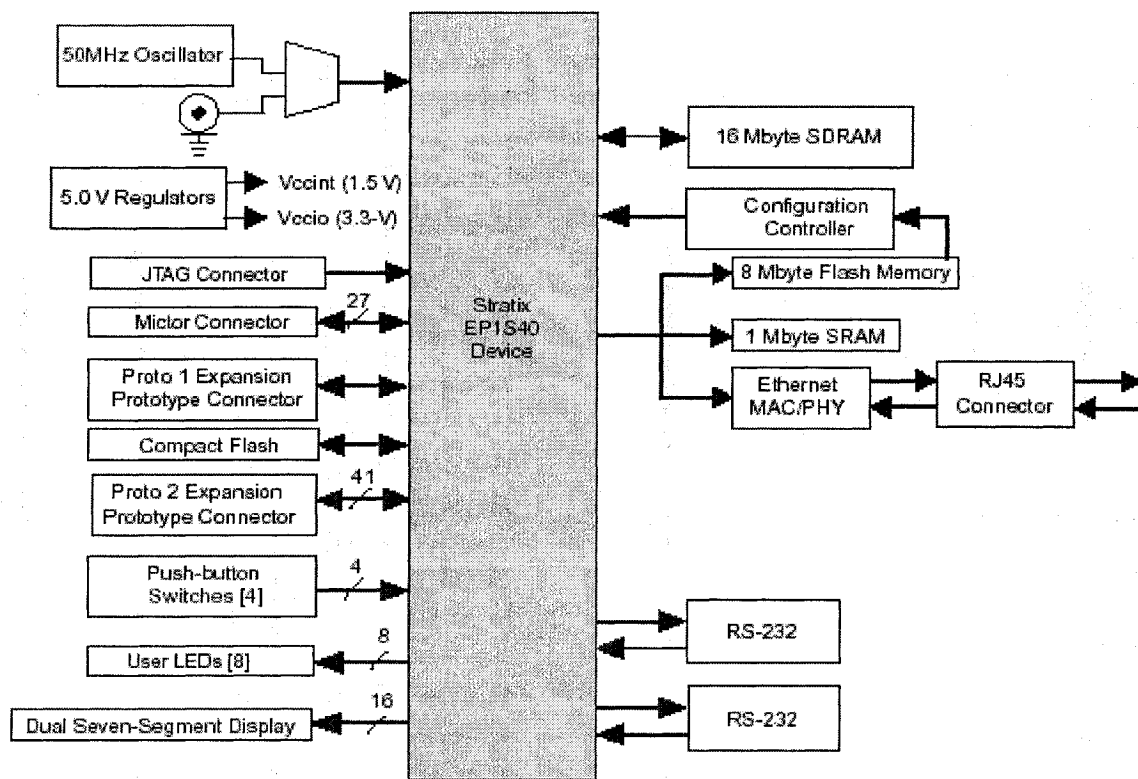 50MHz Oscillator
5.0 V Regulators
Vccint (1.5 V)
Vccio (3.3-V)
JTAG Connector
Mictor Connector
27
Proto 1 Expansion
Prototype Connector
Compact Flash
Proto 2 Expansion
Prototype Connector
41
Push-button
Switches [4]
4
User LEDs [8]
8
Dual Seven-Segment Display
16
Stratix
EP1S40
Device
16 Mbyte SDRAM
Configuration
Controller
8 Mbyte Flash Memory
1 Mbyte SRAM
Ethernet
MAC/PHY
RJ45
Connector
RS-232
RS-232